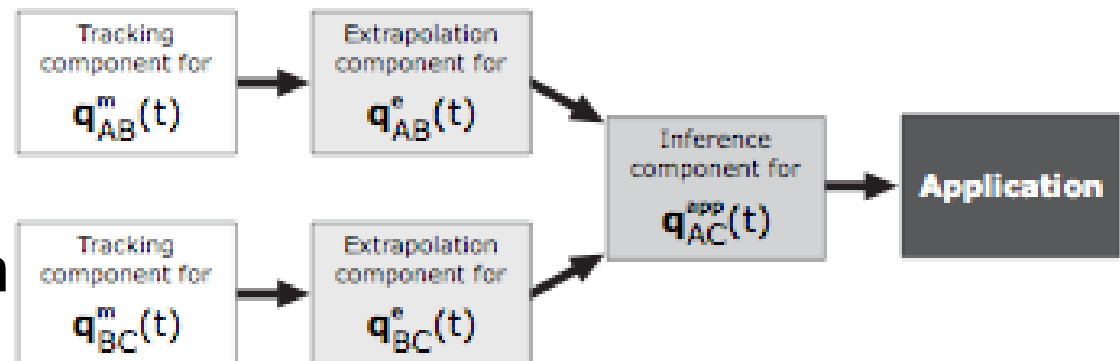 Tracking
component for
q^m_AB(t)
Extrapolation
component for
q^e_AB(t)
Inference
component for
q^app_AC(t)
Application
Tracking
component for
q^m_BC(t)
Extrapolation
component for
q^e_BC(t)